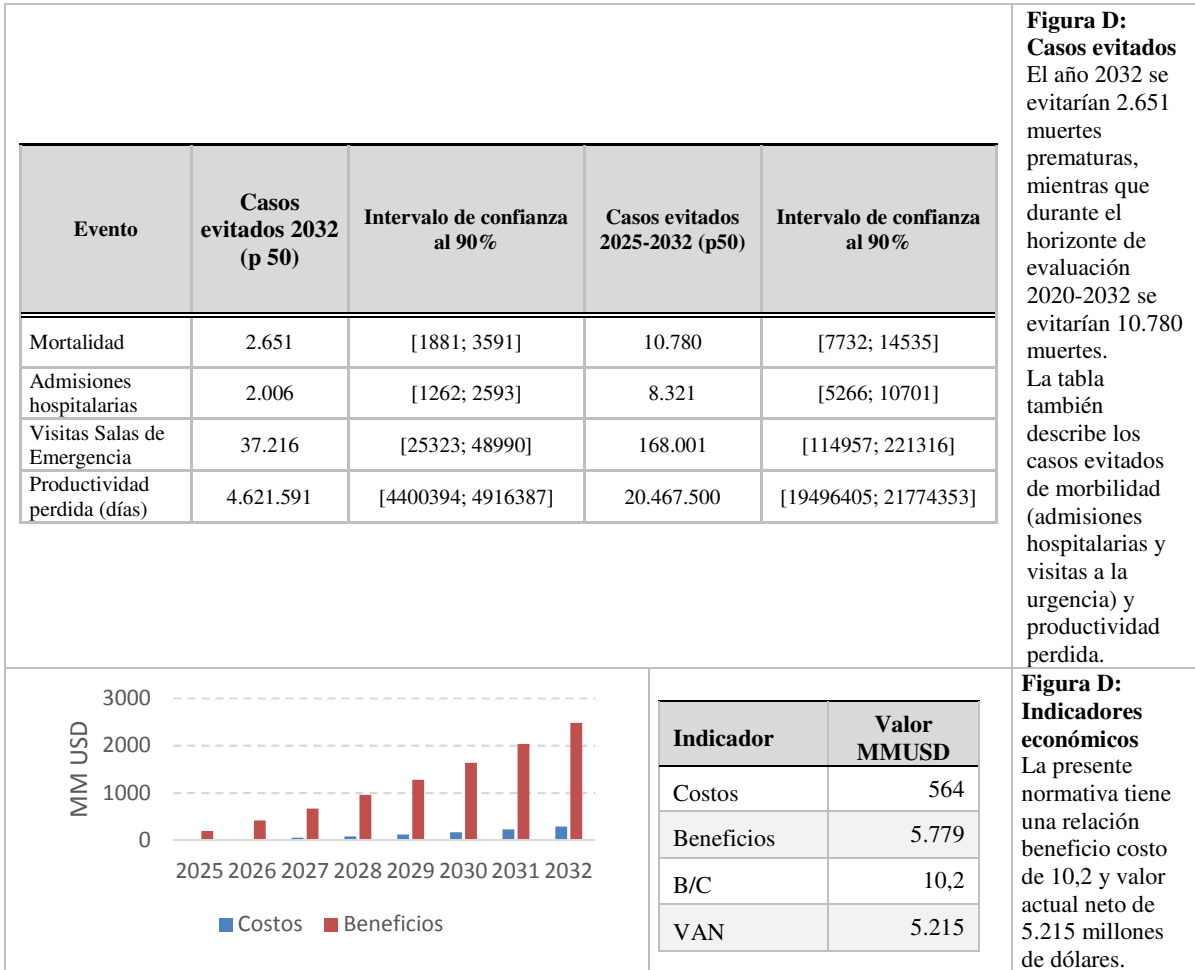 Evento
Casos
evitados 2032
(p 50)
Intervalo de confianza
al 90%
Casos evitados
2025-2032 (p50)
Intervalo de confianza
al 90%
Mortalidad
2.651
[1881; 3591]
10.780
[7732; 14535]
Admisiones
hospitalarias
2.006
[1262; 2593]
8.321
[5266; 10701]
Visitas Salas de
Emergencia
37.216
[25323; 48990]
168.001
[114957; 221316]
Productividad
perdida (días)
4.621.591
[4400394; 4916387]
20.467.500
[19496405; 21774353]
Figura D:
Casos evitados
El año 2032 se
evitarían 2.651
muertes
prematuras,
mientras que
durante el
horizonte de
evaluación
2020-2032 se
evitarían 10.780
muertes.
La tabla
también
describe los
casos evitados
de morbilidad
(admisiones
hospitalarias y
visitas a la
urgencia) y
productividad
perdida.
MM USD
3000
2000
1000
0
2025 2026 2027 2028 2029 2030 2031 2032
Costos Beneficios
Indicador
Valor
MMUSD
Costos 564
Beneficios 5.779
B/C 10,2
VAN 5.215
Figura D:
Indicadores
económicos
La presente
normativa tiene
una relación
beneficio costo
de 10,2 y valor
actual neto de
5.215 millones
de dólares.